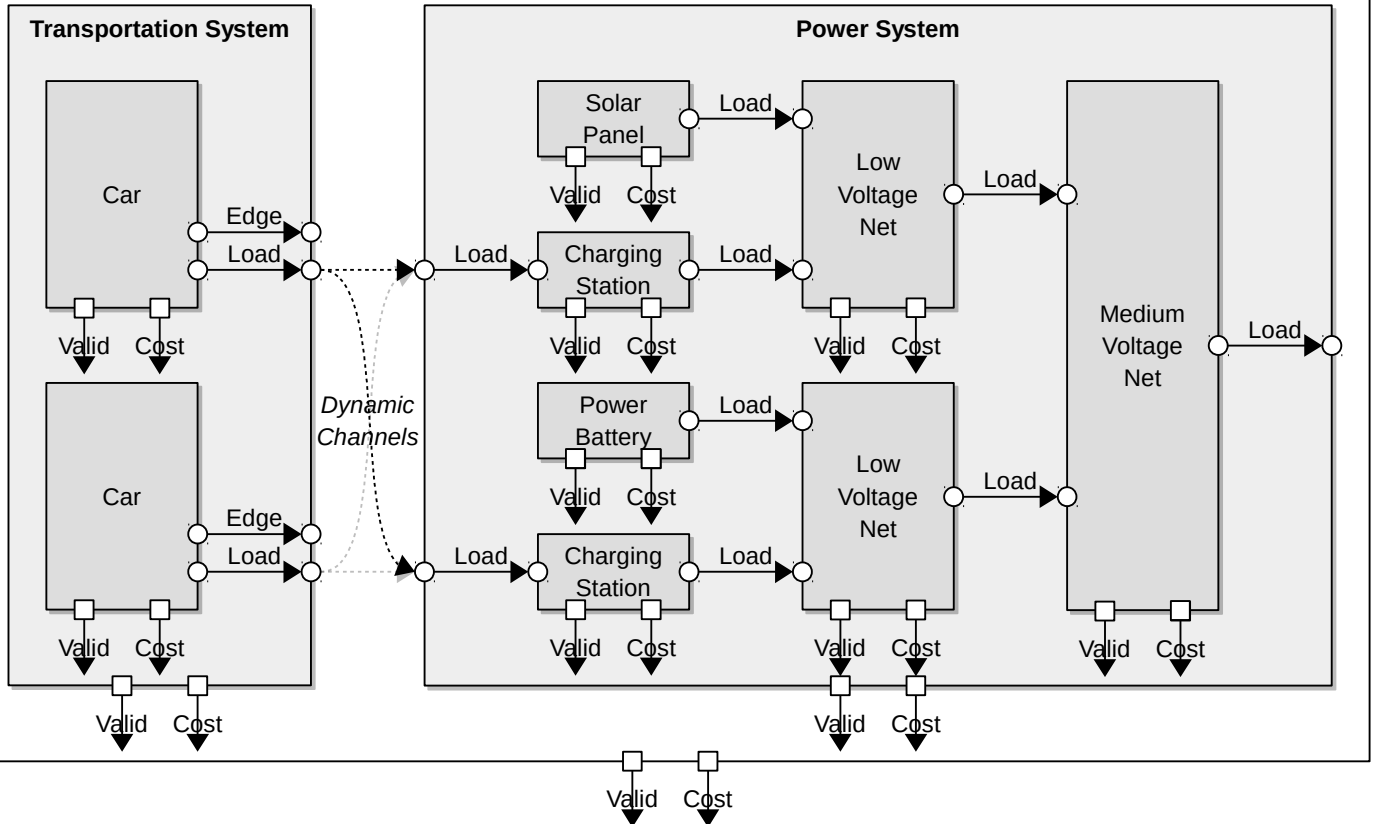 Transportation System
Power System
Car
Edge
Load
Valid Cost
Car
Edge
Load
Valid Cost
Valid Cost
Dynamic
Channels
Solar
Panel
Load
Valid Cost
Load
Charging
Station
Load
Valid Cost
Low
Voltage
Net
Load
Valid Cost
Power
Battery
Load
Valid Cost
Load
Charging
Station
Load
Valid Cost
Low
Voltage
Net
Load
Valid Cost
Medium
Voltage
Net
Load
Valid Cost
Valid Cost
Valid Cost